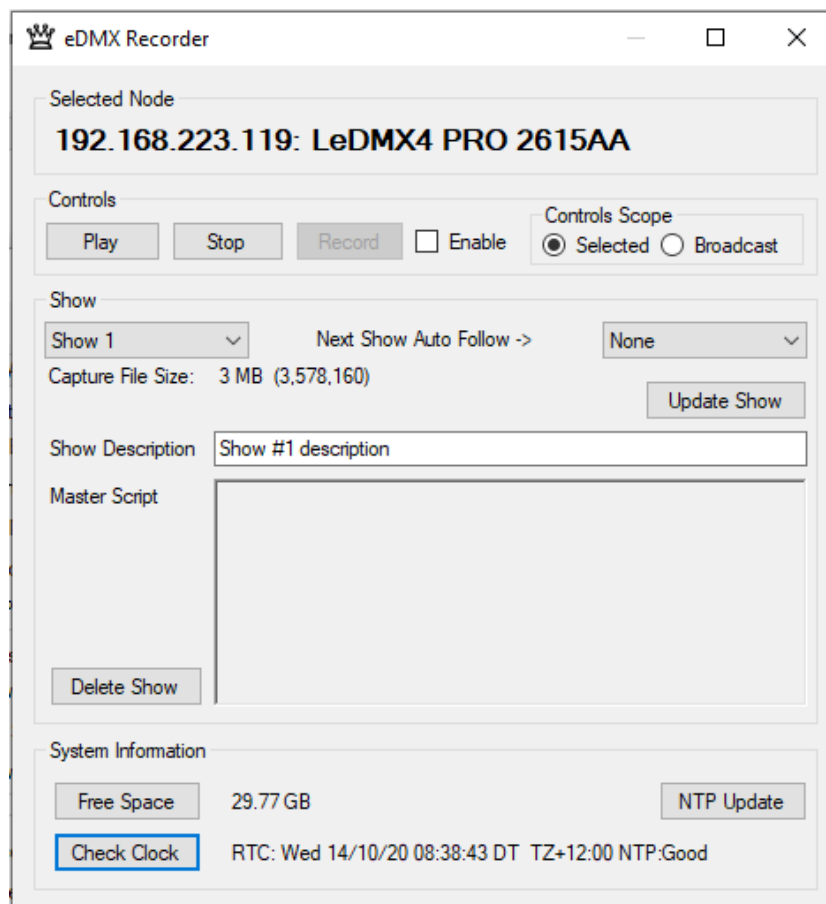 eDMX Recorder
Selected Node
192.168.223.119: LeDMX4 PRO 2615AA
Controls
Play Stop Record Enable
Controls Scope
Selected Broadcast
Show
Show 1 Next Show Auto Follow -> None
Capture File Size: 3 MB (3,578,160)
Update Show
Show Description Show #1 description
Master Script
Delete Show
System Information
Free Space 29.77 GB NTP Update
Check Clock RTC: Wed 14/10/20 08:38:43 DT TZ+12:00 NTP:Good